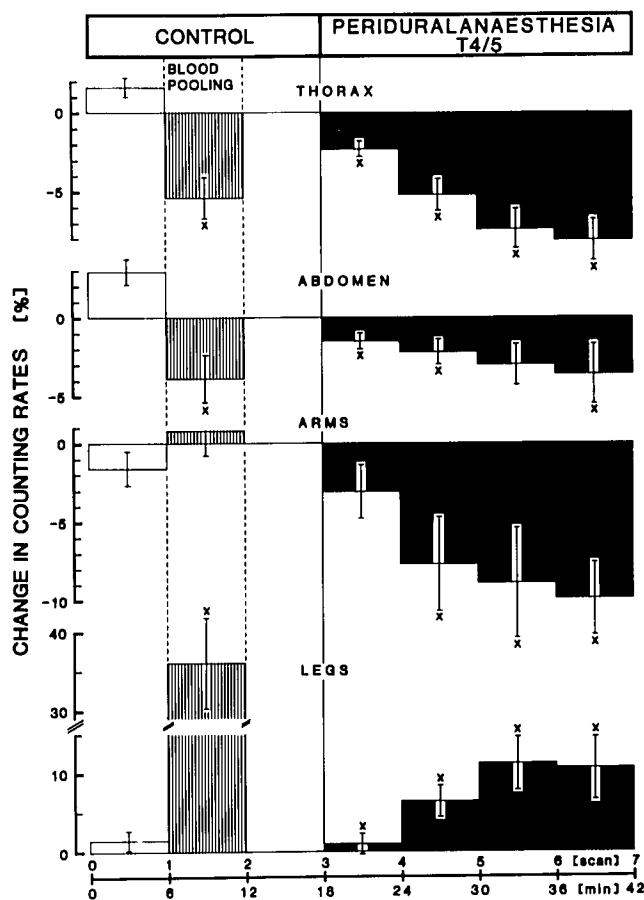 CONTROL
PERIDURALANAESTHESIA
T4/5
BLOOD
POOLING
THORAX
0
-5
x x x x x
ABDOMEN
0
-5
x x x x
ARMS
0
-5
-10
x x x
LEGS
40
30
10
0
x x x x x
CHANGE IN COUNTING RATES [%]
0 1 2 3 4 5 6 [scan] 7
0 6 12 18 24 30 36 [min] 42